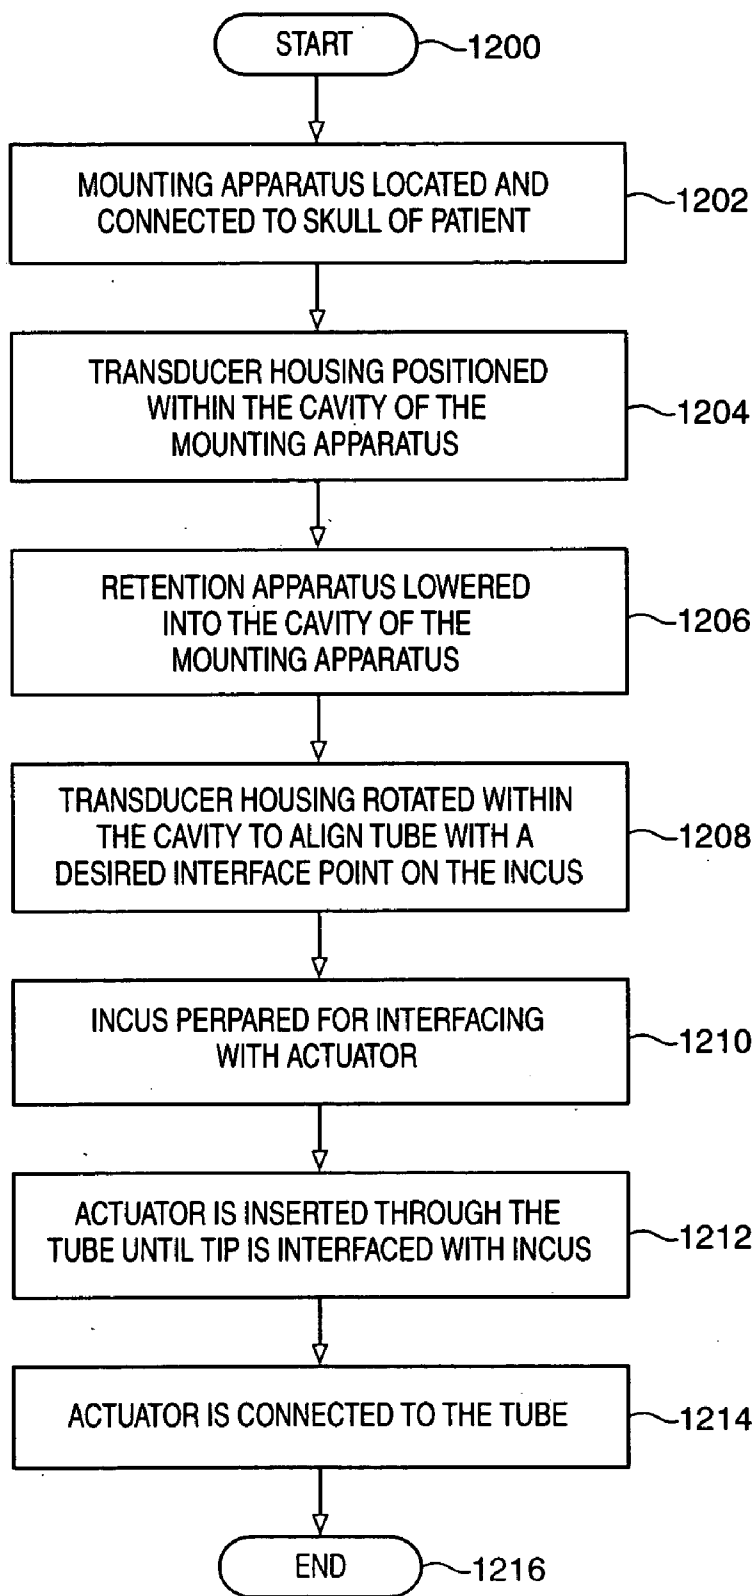 START
1200
MOUNTING APPARATUS LOCATED AND
CONNECTED TO SKULL OF PATIENT
1202
TRANSDUCER HOUSING POSITIONED
WITHIN THE CAVITY OF THE
MOUNTING APPARATUS
1204
RETENTION APPARATUS LOWERED
INTO THE CAVITY OF THE
MOUNTING APPARATUS
1206
TRANSDUCER HOUSING ROTATED WITHIN
THE CAVITY TO ALIGN TUBE WITH A
DESIRED INTERFACE POINT ON THE INCUS
1208
INCUS PERPARED FOR INTERFACING
WITH ACTUATOR
1210
ACTUATOR IS INSERTED THROUGH THE
TUBE UNTIL TIP IS INTERFACED WITH INCUS
1212
ACTUATOR IS CONNECTED TO THE TUBE
1214
END
1216